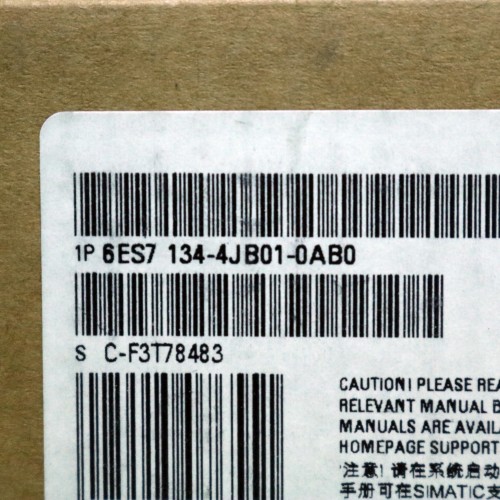 1P 6ES7 134-4JB01-0AB0
S C-F3T78483
CAUTION! PLEASE REA
RELEVANT MANUAL B
MANUALS ARE AVAIL
HOMEPAGE SUPPORT
注意! 请在系统启动
手册可在SIMATIC支